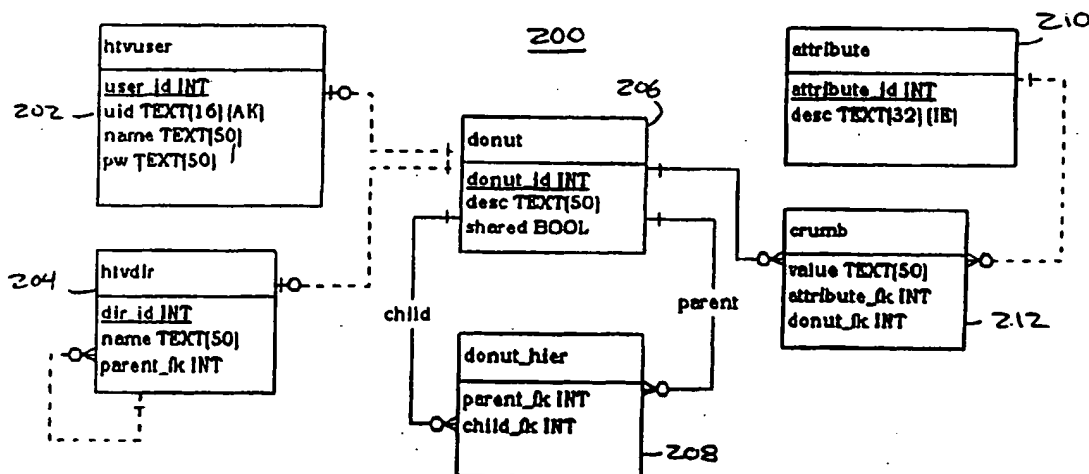 200
htvuser
user_id INT
uid TEXT[16] [AK]
name TEXT[50]
pw TEXT[50]
202
htvdir
dir_id INT
name TEXT[50]
parent_fk INT
204
donut
donut_id INT
desc TEXT[50]
shared BOOL
206
child
parent
donut_hier
parent_fk INT
child_fk INT
208
attribute
attribute_id INT
desc TEXT[32] [IE]
210
crumb
value TEXT[50]
attribute_fk INT
donut_fk INT
212